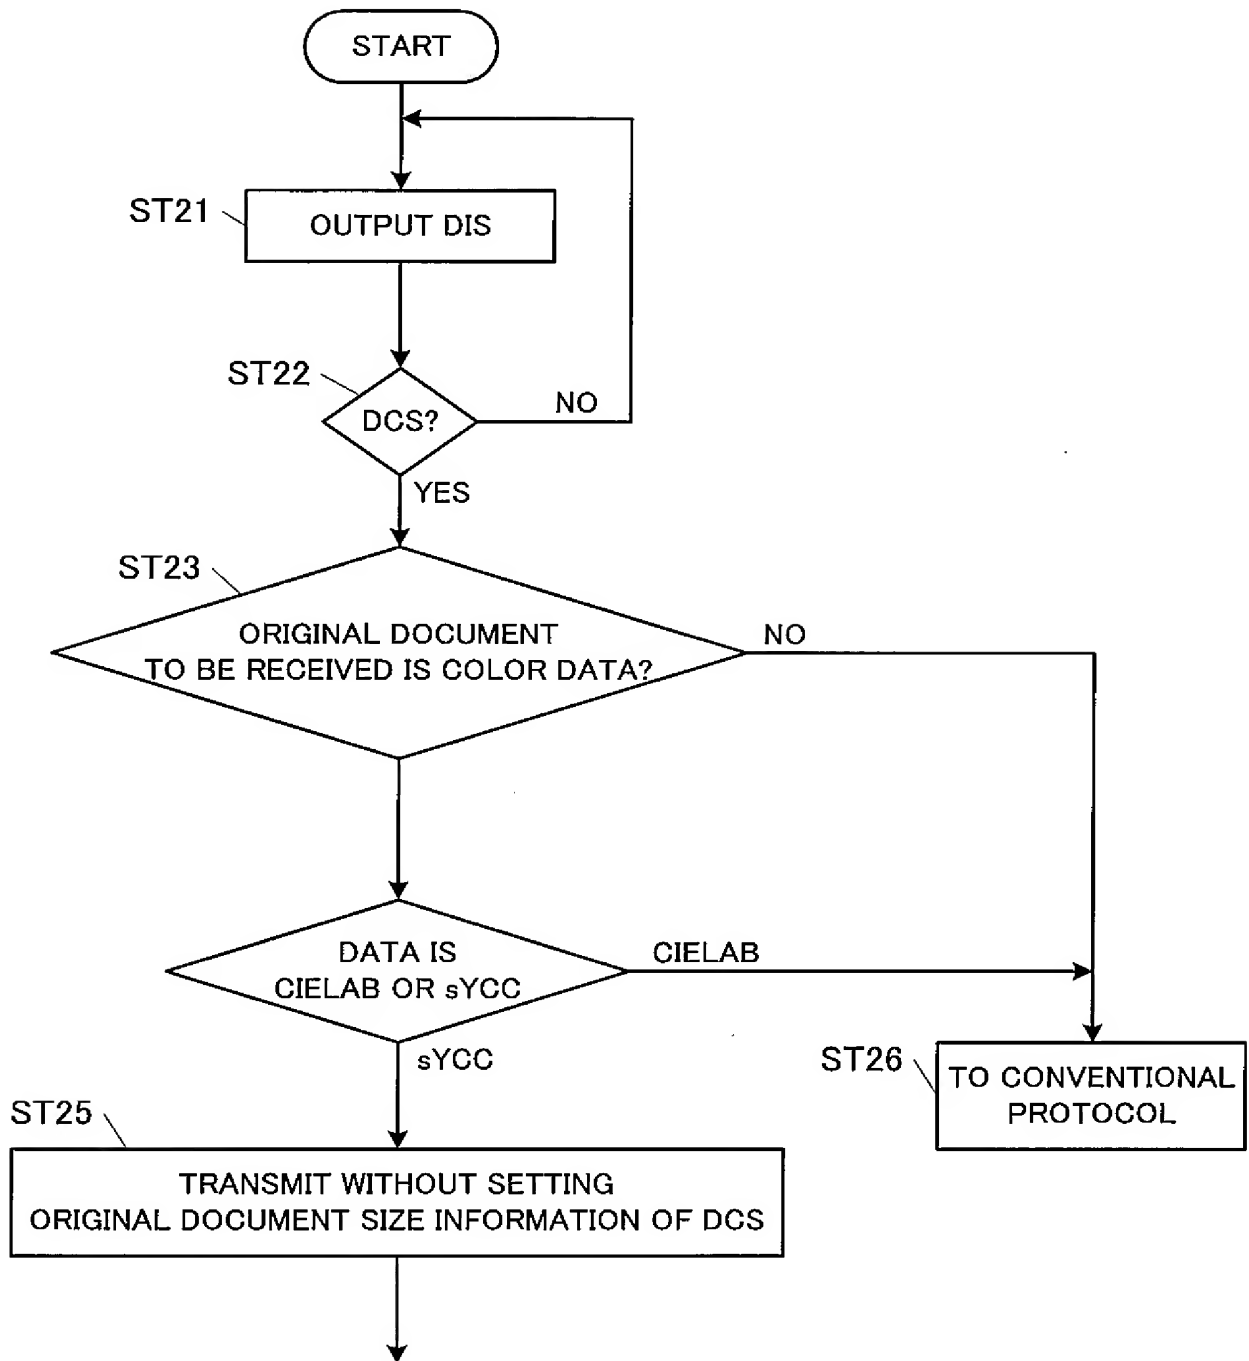 START
ST21
OUTPUT DIS
ST22
DCS?
NO
YES
ST23
ORIGINAL DOCUMENT
TO BE RECEIVED IS COLOR DATA?
NO
DATA IS
CIELAB OR sYCC
CIELAB
sYCC
ST26
TO CONVENTIONAL
PROTOCOL
ST25
TRANSMIT WITHOUT SETTING
ORIGINAL DOCUMENT SIZE INFORMATION OF DCS